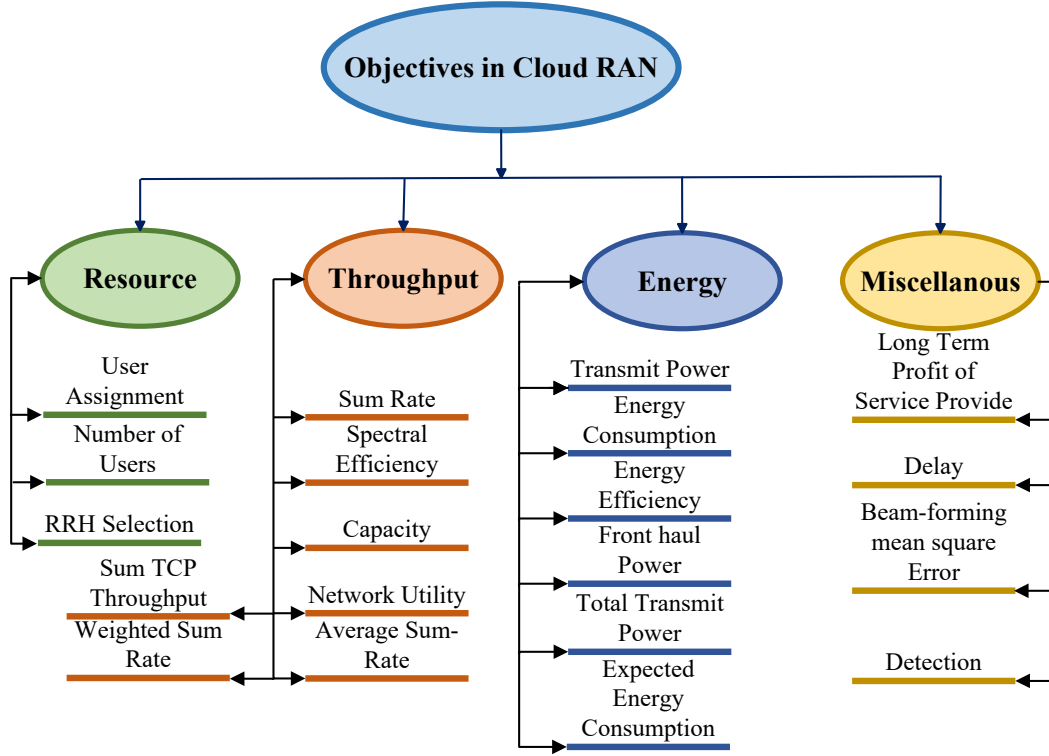 Objectives in Cloud RAN
Resource
User
Assignment
Number of
Users
RRH Selection
Throughput
Sum Rate
Spectral
Efficiency
Capacity
Network Utility
Average Sum-
Rate
Sum TCP
Throughput
Weighted Sum
Rate
Energy
Transmit Power
Energy
Consumption
Energy
Efficiency
Front haul
Power
Total Transmit
Power
Expected
Energy
Consumption
Miscellanous
Long Term
Profit of
Service Provide
Delay
Beam-forming
mean square
Error
Detection